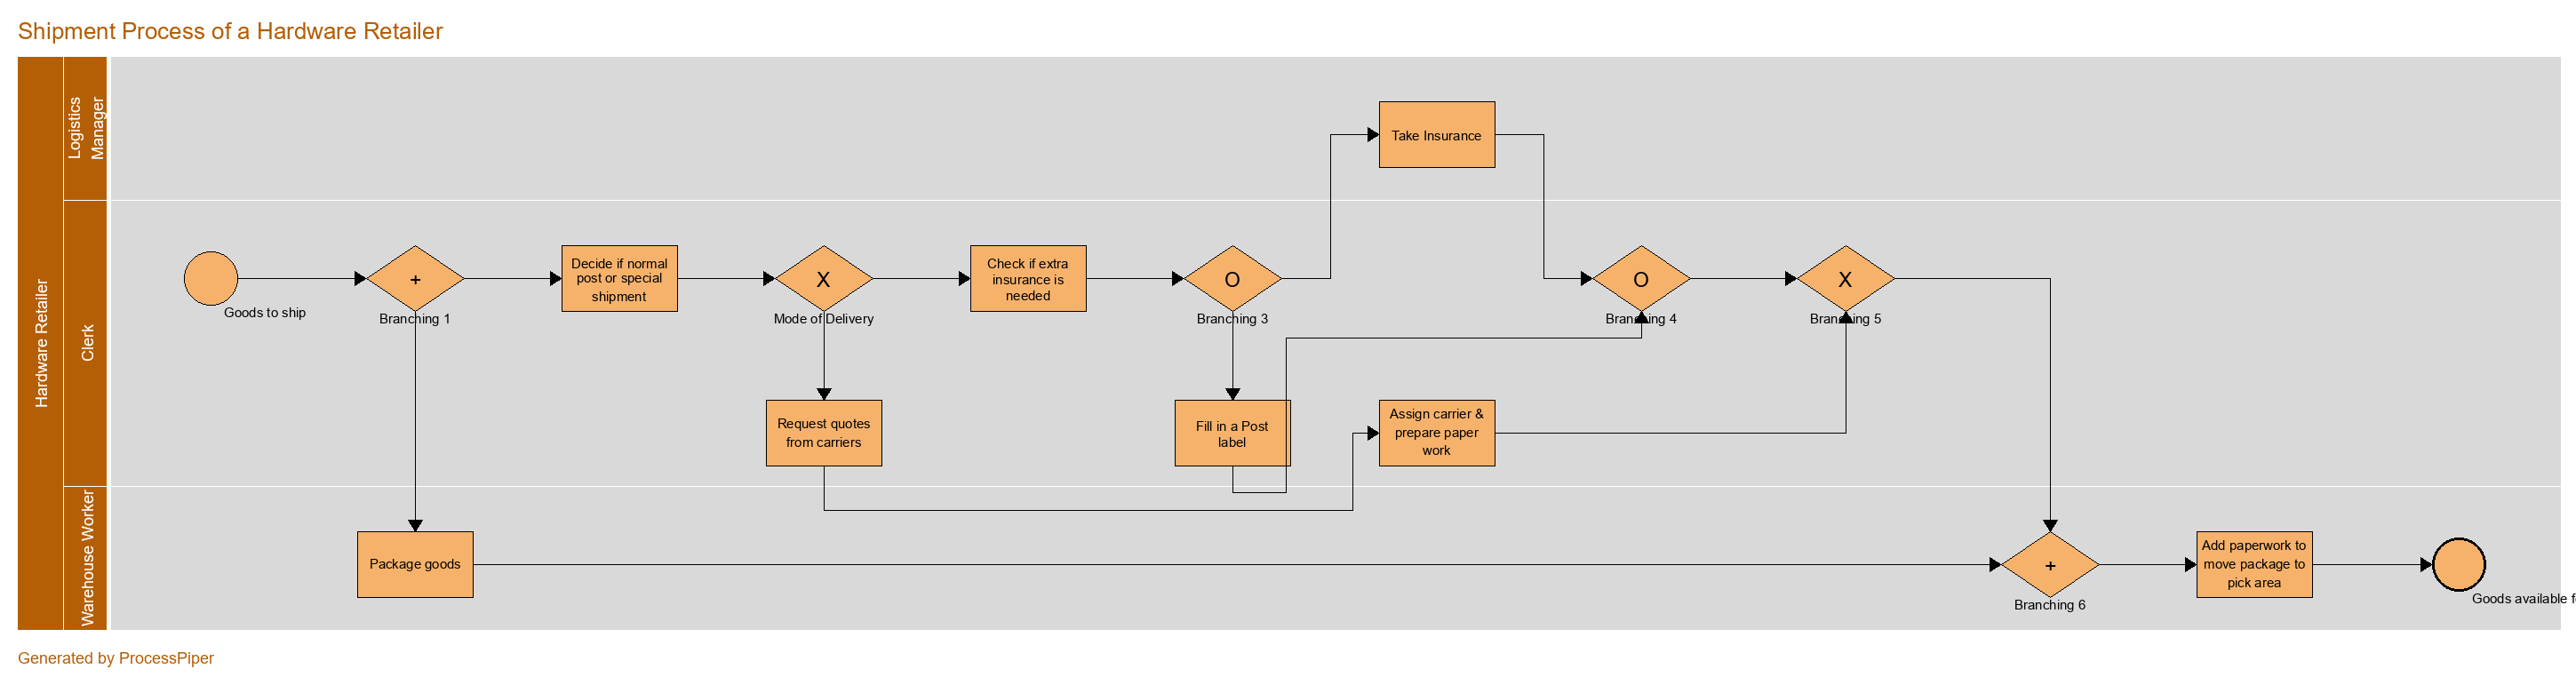 Shipment Process of a Hardware Retailer
Hardware Retailer
Logistics
Manager
Take Insurance
Clerk
Goods to ship
+
Branching 1
Decide if normal
post or special
shipment
X
Mode of Delivery
Check if extra
insurance is
needed
O
Branching 3
O
Branching 4
X
Branching 5
Request quotes
from carriers
Fill in a Post
label
Assign carrier &
prepare paper
work
Warehouse Worker
Package goods
+
Branching 6
Add paperwork to
move package to
pick area
Goods available
Generated by ProcessPiper